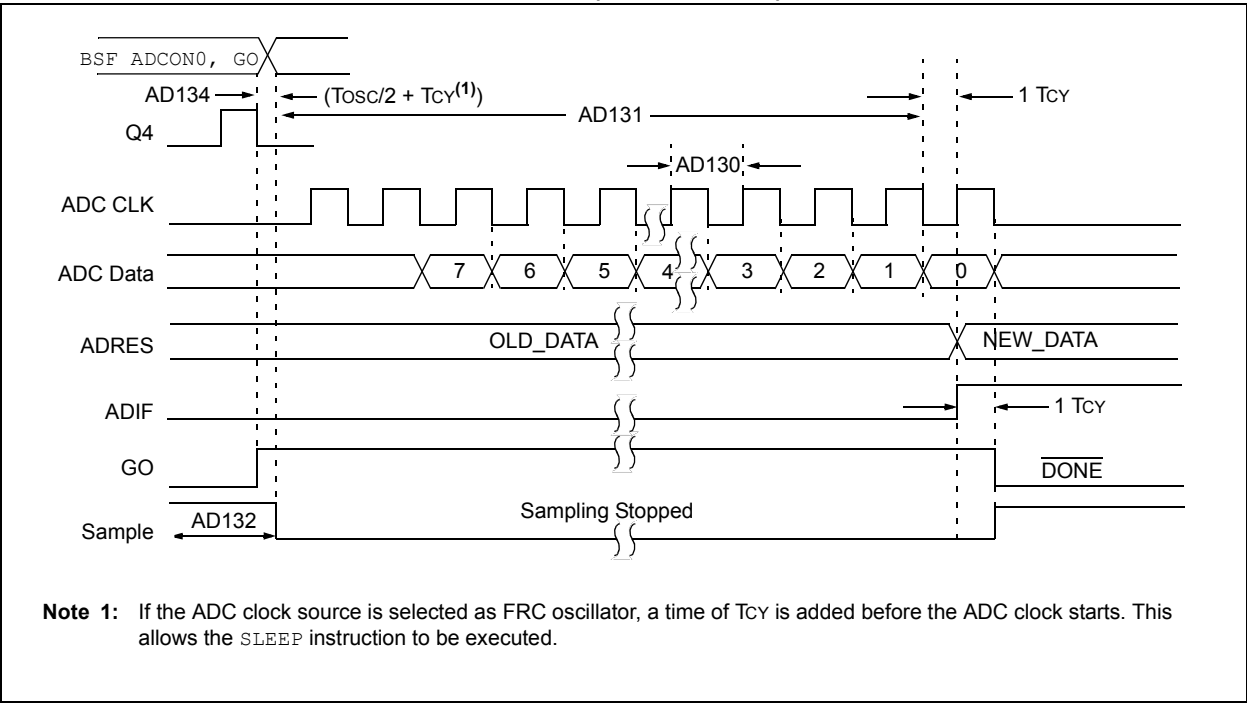 BSF ADCON0, GO
AD134
(TOSC/2 + TCY(1))
1 TCY
AD131
Q4
AD130
ADC CLK
ADC Data
7 6 5 4 3 2 1 0
ADRES
OLD_DATA
NEW_DATA
ADIF
1 TCY
GO
DONE
Sample
AD132
Sampling Stopped
Note 1: If the ADC clock source is selected as FRC oscillator, a time of TCY is added before the ADC clock starts. This
allows the SLEEP instruction to be executed.